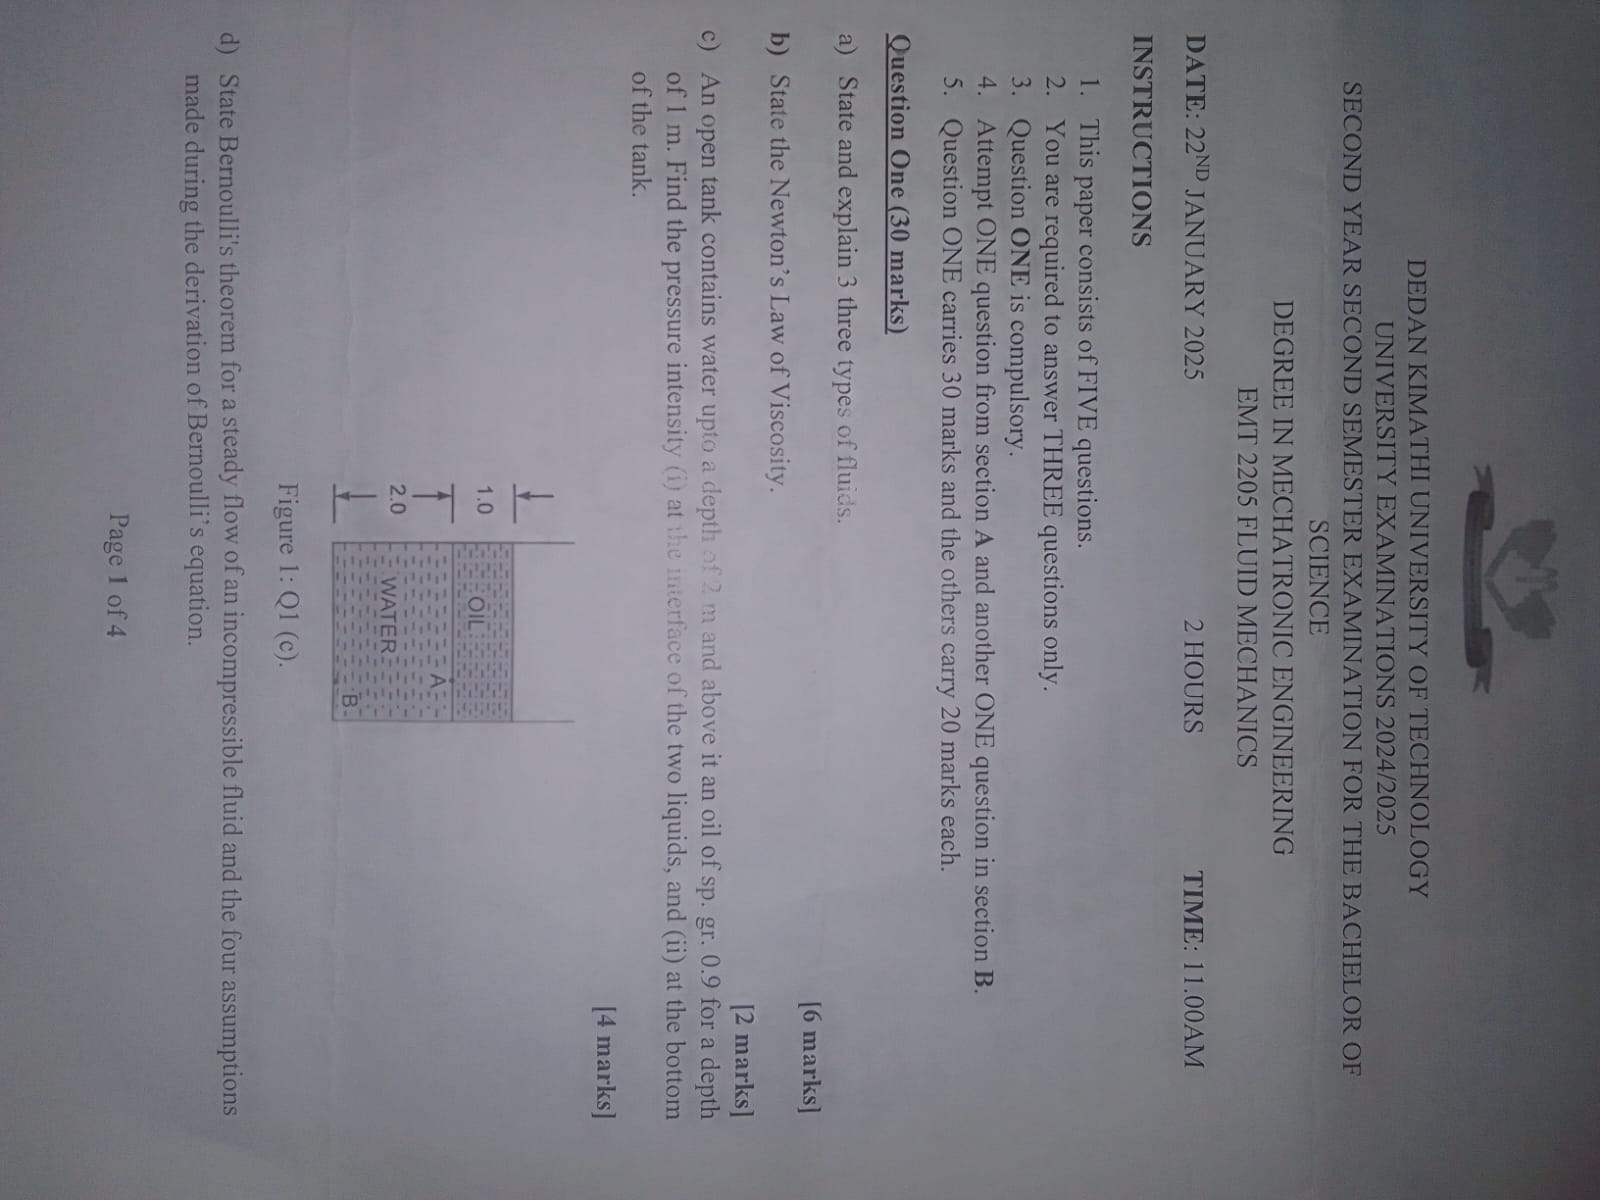 DEDAN KIMATHI UNIVERSITY OF TECHNOLOGY
UNIVERSITY EXAMINATIONS 2024/2025
SECOND YEAR SECOND SEMESTER EXAMINATION FOR THE BACHELOR OF
SCIENCE
DEGREE IN MECHATRONIC ENGINEERING
EMT 2205 FLUID MECHANICS
DATE: 22ND JANUARY 2025 2 HOURS TIME: 11.00AM
INSTRUCTIONS
1. This paper consists of FIVE questions.
2. You are required to answer THREE questions only.
3. Question ONE is compulsory.
4. Attempt ONE question from section A and another ONE question in section B.
5. Question ONE carries 30 marks and the others carry 20 marks each.
Question One (30 marks)
a) State and explain 3 three types of fluids.
[6 marks]
b) State the Newton's Law of Viscosity.
[2 marks]
c) An open tank contains water upto a depth of 2 m and above it an oil of sp. gr. 0.9 for a depth
of 1 m. Find the pressure intensity (i) at the interface of the two liquids, and (ii) at the bottom
of the tank.
[4 marks]
1.0 OIL
A
2.0 WATER
B
Figure 1: Q1 (c).
d) State Bernoulli's theorem for a steady flow of an incompressible fluid and the four assumptions
made during the derivation of Bernoulli's equation.
Page 1 of 4